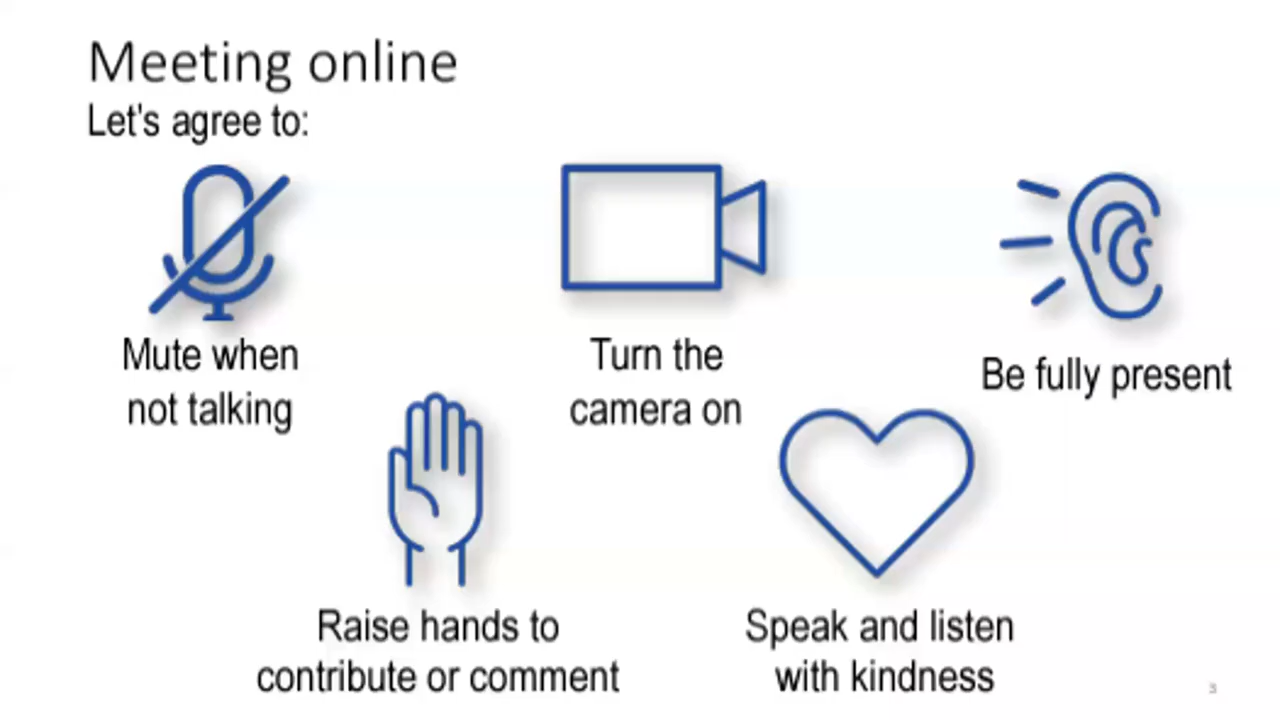 Meeting online
Let's agree to:
Mute when
not talking
Turn the
camera on
Be fully present
Raise hands to
contribute or comment
Speak and listen
with kindness
3